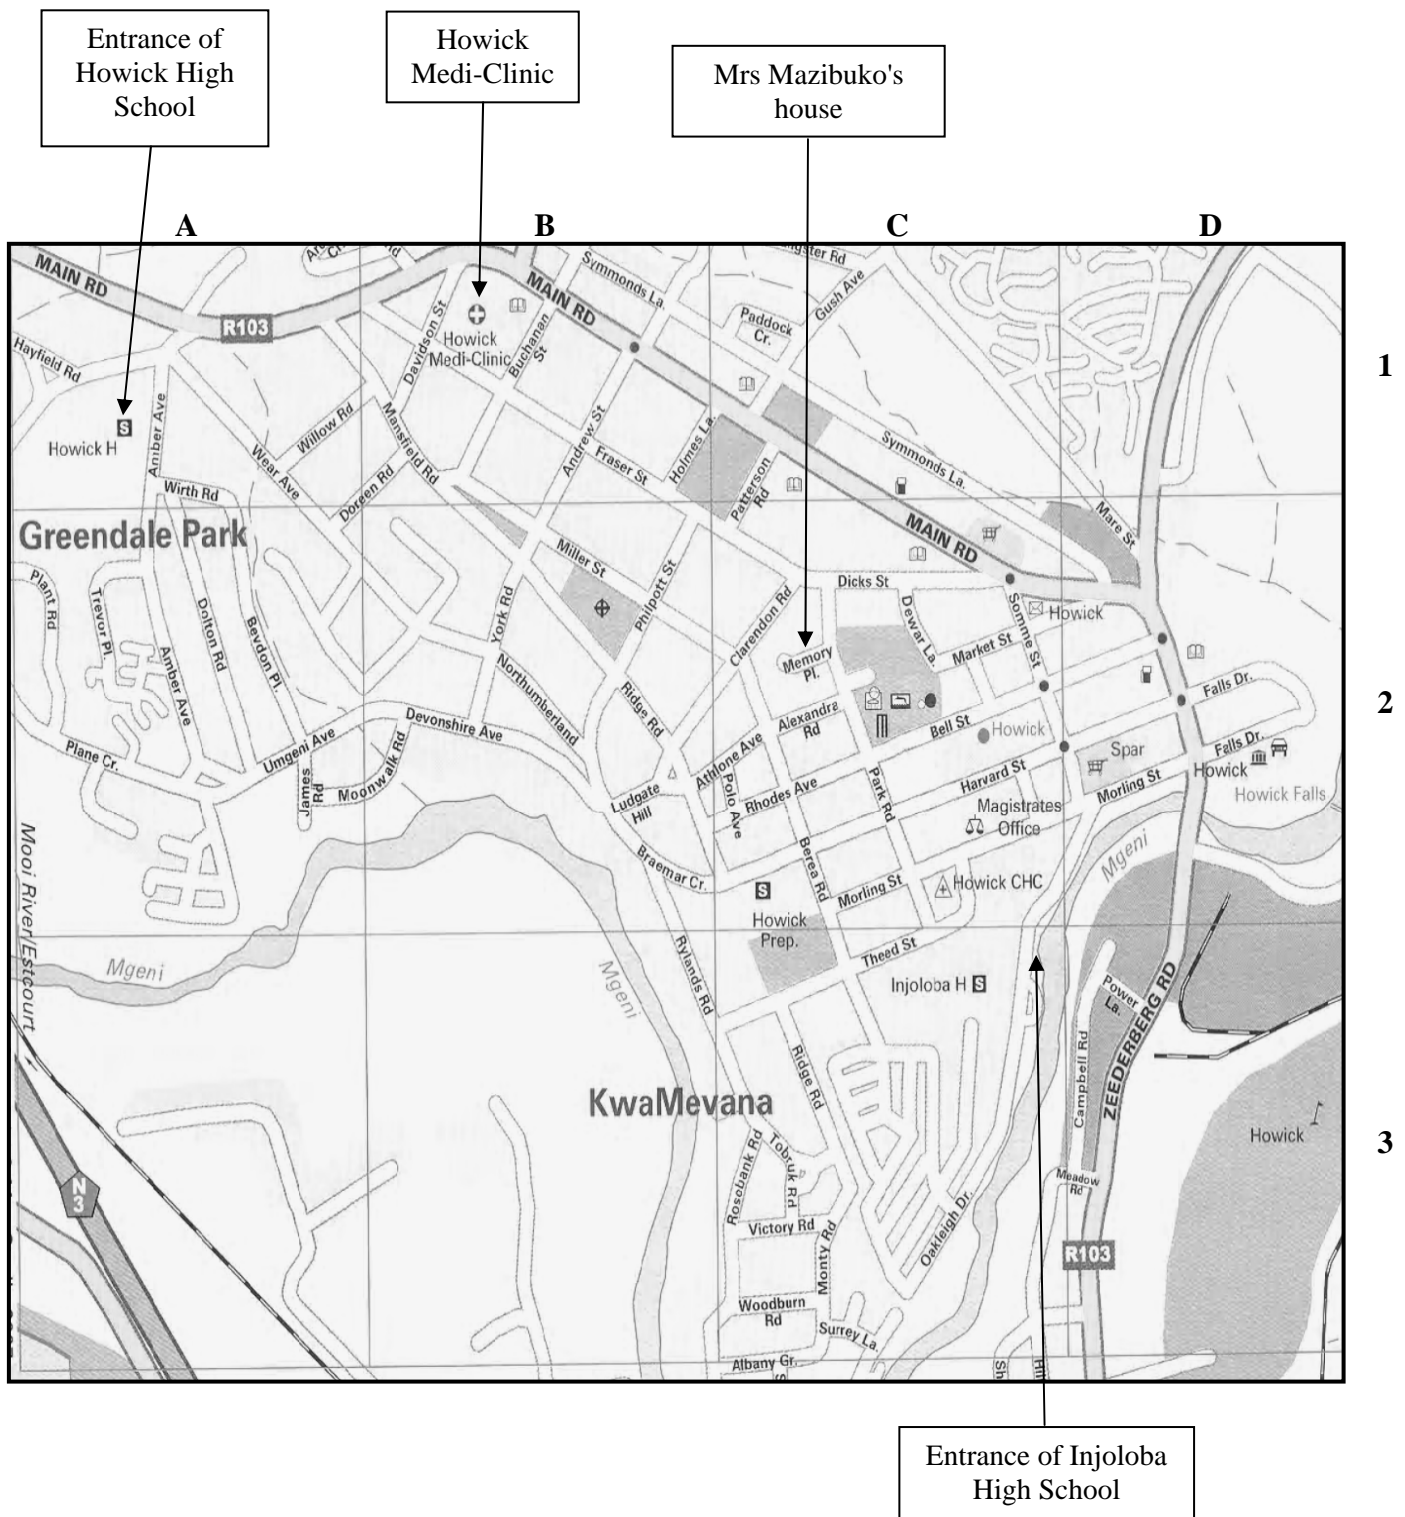 Entrance of
Howick High
School
Howick
Medi-Clinic
Mrs Mazibuko's
house
A
B
C
D
MAIN RD
R103
Symmonds La.
MAIN RD
Paddock
Cr.
Gush Ave
Hayfield Rd
Davidson St
Howick
Medi-Clinic
Buchanan
St
1
Howick H
S
Amber Ave
Willow Rd
Mansfield Rd
Wear Ave
Doreen Rd
Wirth Rd
Andrew St
Fraser St
Holmes La.
Patterson
Rd
Symmonds La.
Mare St
MAIN RD
Greendale Park
Plant Rd
Trevor Pl
Dolton Rd
Bevdon Pl.
Amber Ave
Miller St
Philpott St
York Rd
Clarendon Rd
Dicks St
Dewar La.
Somme St
Howick
Market St
Memory
Pl.
Northumberland
Ridge Rd
Alexandra
Rd
Bell St
Howick
Falls Dr.
2
Devonshire Ave
Umgeni Ave
Plane Cr.
James
Rd
Moonwalk Rd
Athlone Ave
Polo Ave
Rhodes Ave
Park Rd
Harvard St
Spar
Falls Dr.
Howick
Morling St
Howick Falls
Ludgate
Hill
Magistrates
Office
Braemar Cr.
Berea Rd
Mgeni
Morling St
Howick CHC
S
Howick
Prep.
Mooi River/Estcourt
Mgeni
Mgeni
Rylands Rd
Theed St
Injoloba H
S
Power
La.
ZEEDERBERG RD
Campbell Rd
Ridge Rd
KwaMevana
Howick
3
Rosebank Rd
Tobruk Rd
Meadow
Rd
N
3
Victory Rd
Monty Rd
Oakleigh Dr.
R103
Woodburn
Rd
Surrey La.
Albany Gr.
Sh
Entrance of Injoloba
High School